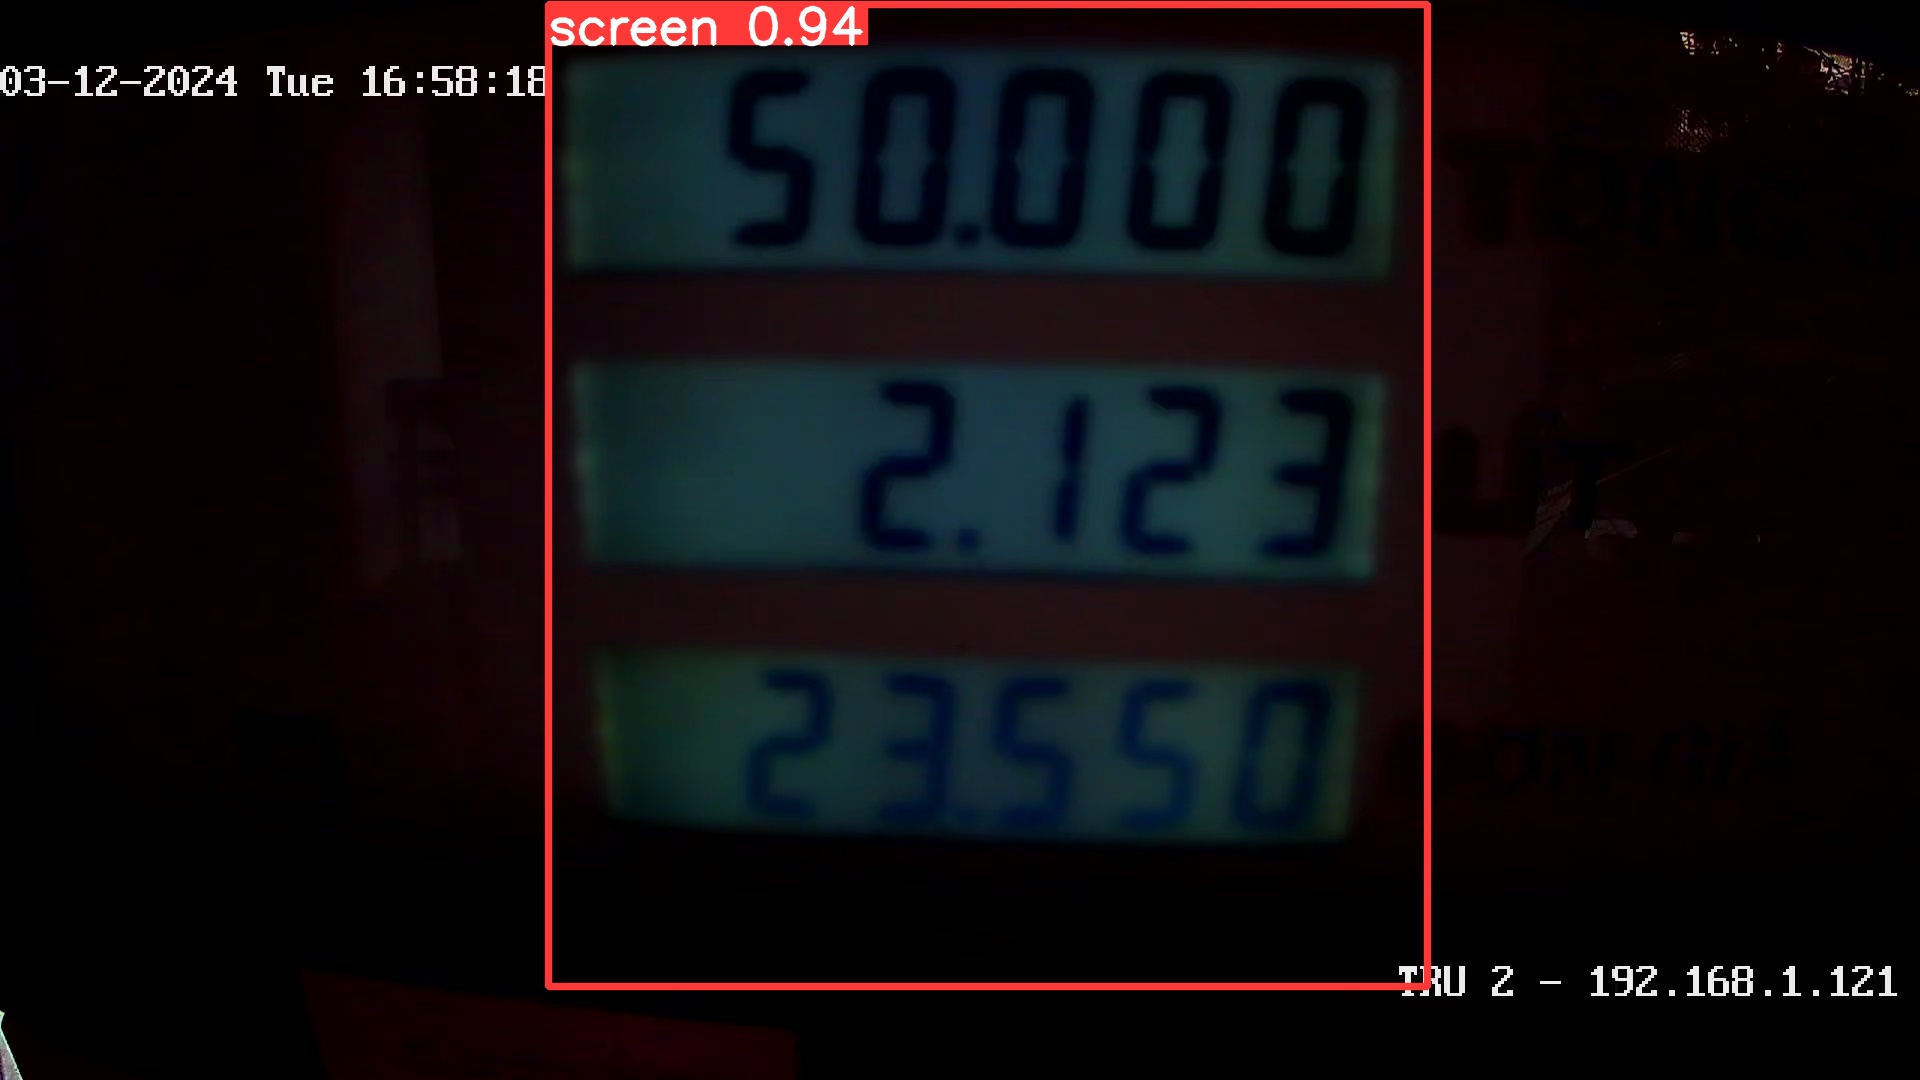 screen 0.94
03-12-2024 Tue 16:58:18
50.000
2.123
LÍT
23.550
TRU 2 - 192.168.1.121